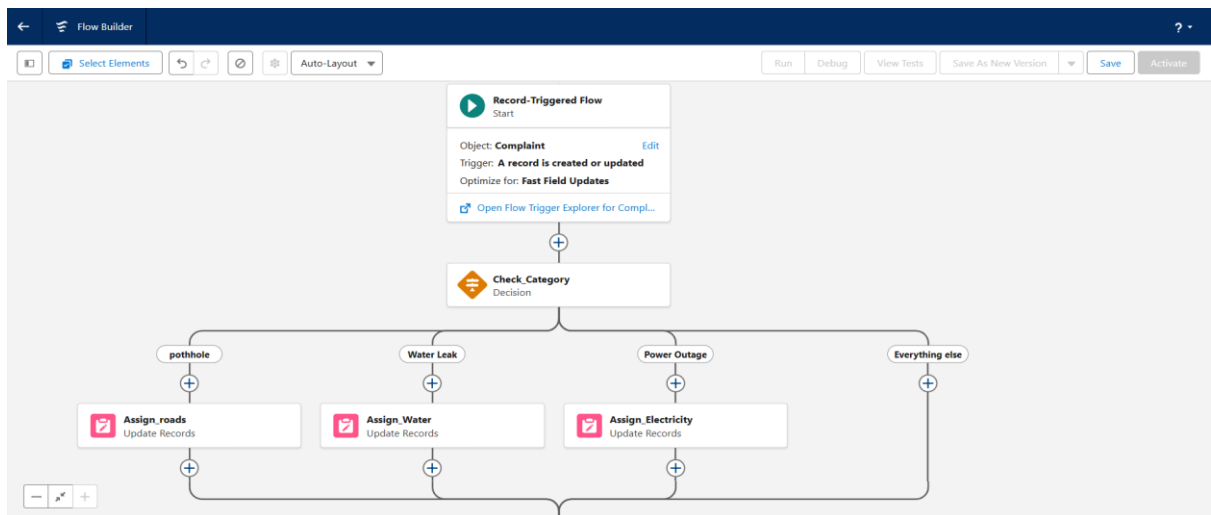 Flow Builder
?
Select Elements
Auto-Layout
Run
Debug
View Tests
Save As New Version
Save
Activate
Record-Triggered Flow
Start
Object: Complaint
Edit
Trigger: A record is created or updated
Optimize for: Fast Field Updates
Open Flow Trigger Explorer for Compl...
Check_Category
Decision
pothhole
Water Leak
Power Outage
Everything else
Assign_roads
Update Records
Assign_Water
Update Records
Assign_Electricity
Update Records